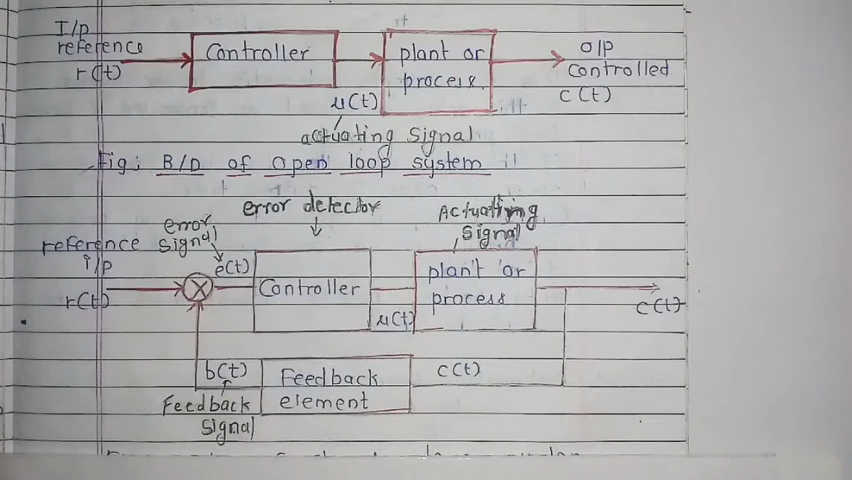 I/p
reference
r(t)
Controller
plant or
process.
o/p
Controlled
c(t)
u(t)
actuating Signal
Fig: B/D of Open loop system
error detector
error
Signal
Actuating
Signal
reference
i/p
r(t)
e(t)
Controller
plant or
process
u(t)
c(t)
b(t)
Feedback
element
c(t)
Feedback
Signal